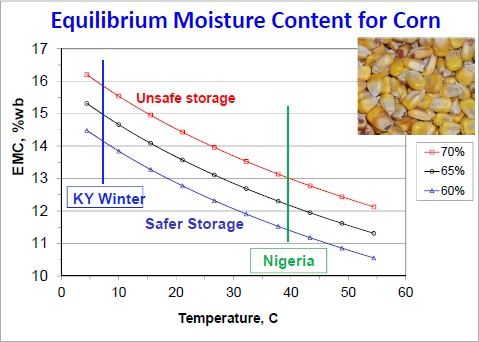 Equilibrium Moisture Content for Corn
17
16
15
14
13
12
11
10
EMC, %wb
Unsafe storage
KY Winter
Safer Storage
Nigeria
70%
65%
60%
0 10 20 30 40 50 60
Temperature, C